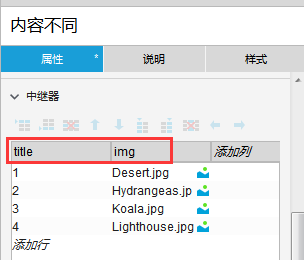 内容不同
属性 * 说明 样式
中继器
title img 添加列
1 Desert.jpg
2 Hydrangeas.jp
3 Koala.jpg
4 Lighthouse.jpg
添加行